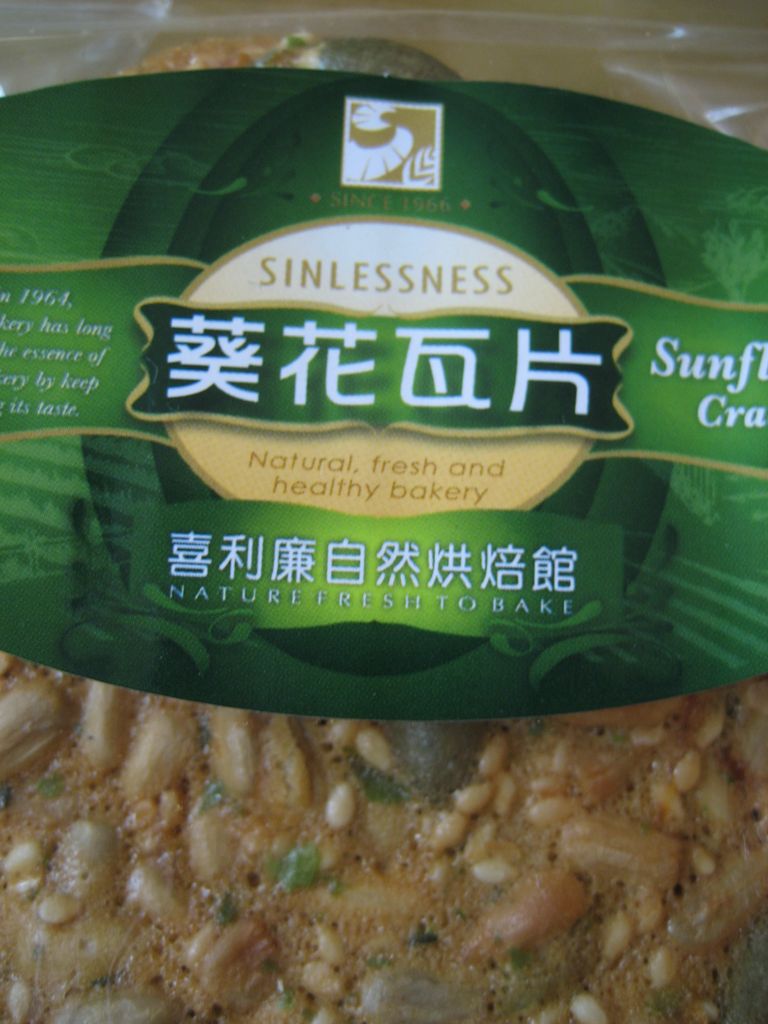 SINCE 1966
SINLESSNESS
n 1964,
kery has long
he essence of
kery by keep
g its taste.
葵花瓦片
Sunfl
Cra
Natural, fresh and
healthy bakery
喜利廉自然烘焙館
NATURE FRESH TO BAKE